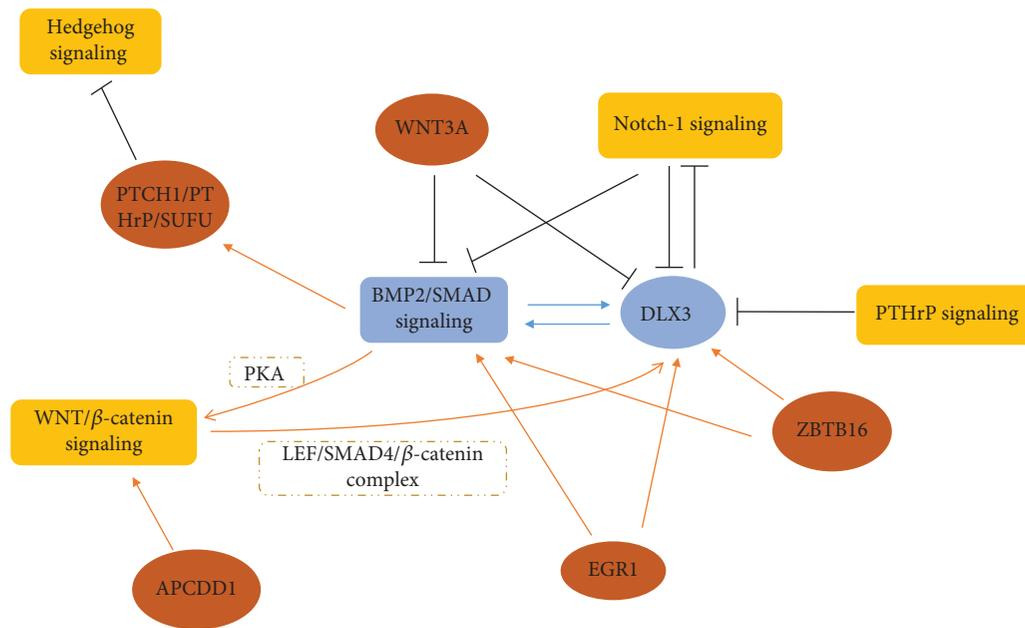 Hedgehog
signaling
WNT3A
Notch-1 signaling
PTCH1/PT
HrP/SUFU
BMP2/SMAD
signaling
DLX3
PTHrP signaling
PKA
WNT/β-catenin
signaling
ZBTB16
LEF/SMAD4/β-catenin
complex
EGR1
APCDD1